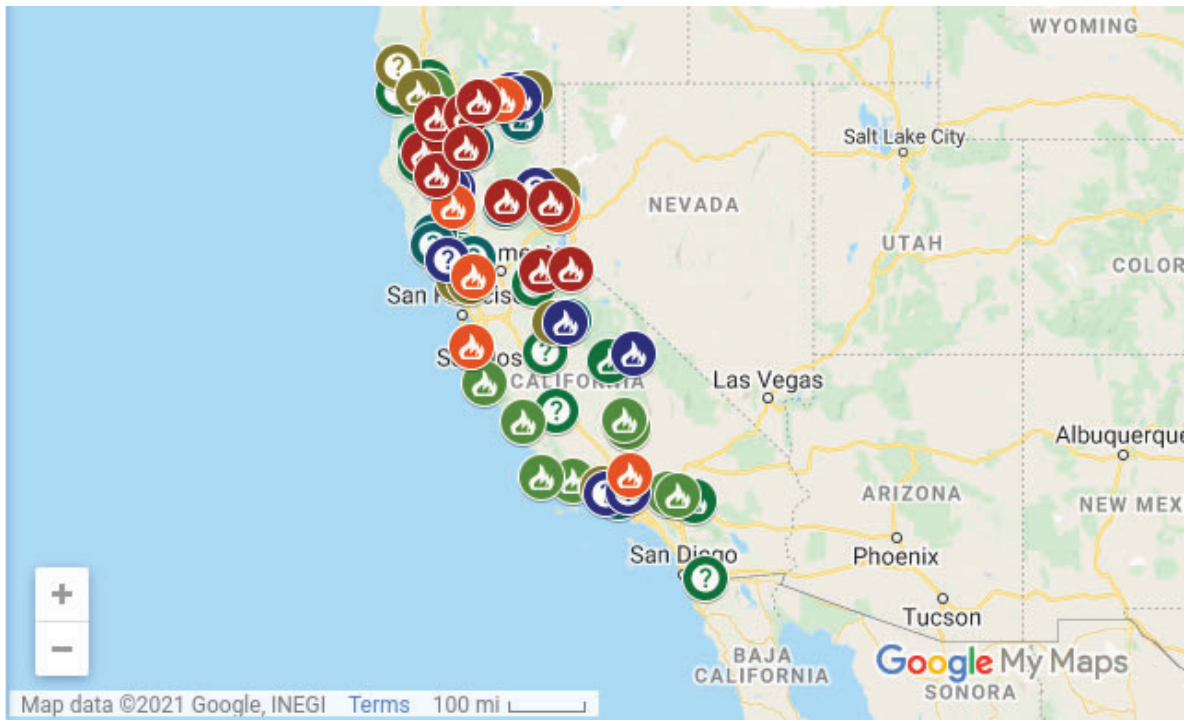 WYOMING
Salt Lake City
NEVADA
UTAH
COLOR
San
CALIFORNIA
Las Vegas
Albuquerque
ARIZONA
NEW MEX
San Diego
Phoenix
Tucson
BAJA
CALIFORNIA
Google My Maps
SONORA
+
−
Map data ©2021 Google, INEGI Terms 100 mi